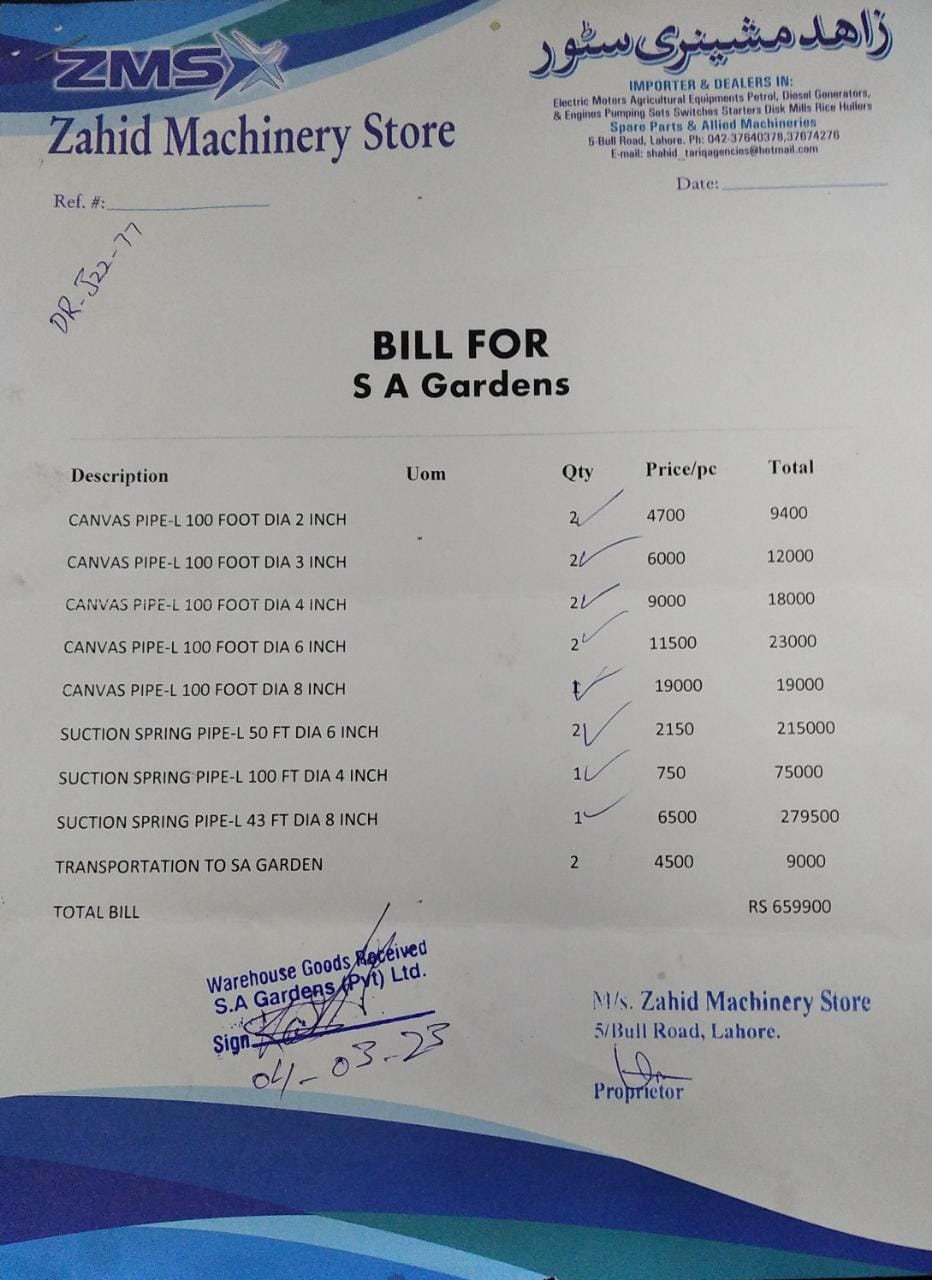 ZMS
زاهد مشینری سٹور
Zahid Machinery Store
IMPORTER & DEALERS IN:
Electric Motors Agricultural Equipments Petrol, Diesel Generators,
& Engines Pumping Sets Switches Starters Disk Mills Rice Hullers
Spare Parts & Allied Machineries
5-Bull Road, Lahore. Ph: 042-37640378,37674276
E-mail: shahid_tariqagencies@hotmail.com
Ref. #:
Date:
DR-J22-77
BILL FOR
S A Gardens
Description Uom Qty Price/pc Total
CANVAS PIPE-L 100 FOOT DIA 2 INCH 2 4700 9400
CANVAS PIPE-L 100 FOOT DIA 3 INCH 2 6000 12000
CANVAS PIPE-L 100 FOOT DIA 4 INCH 2 9000 18000
CANVAS PIPE-L 100 FOOT DIA 6 INCH 2 11500 23000
CANVAS PIPE-L 100 FOOT DIA 8 INCH 1 19000 19000
SUCTION SPRING PIPE-L 50 FT DIA 6 INCH 2 2150 215000
SUCTION SPRING PIPE-L 100 FT DIA 4 INCH 1 750 75000
SUCTION SPRING PIPE-L 43 FT DIA 8 INCH 1 6500 279500
TRANSPORTATION TO SA GARDEN 2 4500 9000
TOTAL BILL RS 659900
Warehouse Goods Received
S.A Gardens (Pvt) Ltd.
Sign
04-03-23
M/s. Zahid Machinery Store
5/Bull Road, Lahore.
Proprietor